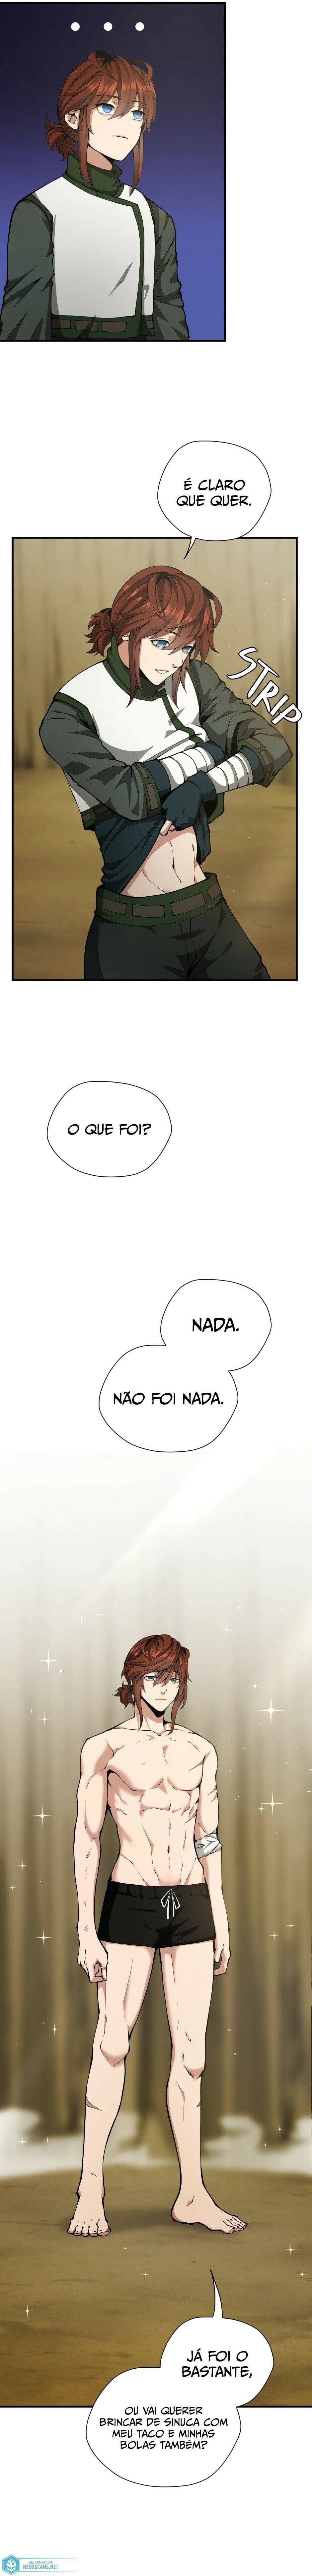 ...
É CLARO
QUE QUER.
STRIP
O QUE FOI?
NADA.
NÃO FOI NADA.
JÁ FOI O
BASTANTE,
OU VAI QUERER
BRINCAR DE SINUCA COM
MEU TACO E MINHAS
BOLAS TAMBÉM?
NEOXSCANS.NET